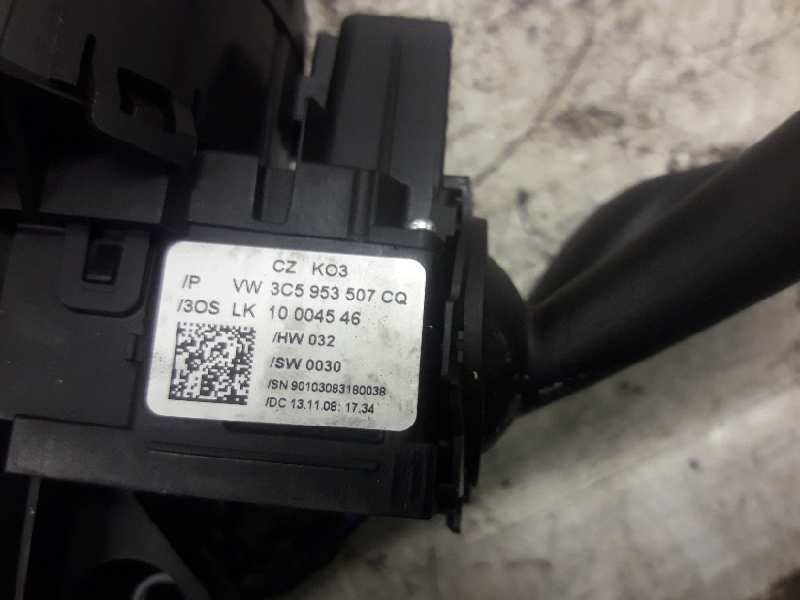 CZ KO3
/P VW 3C5 953 507 CQ
/3OS LK 10 0045 46
/HW 032
/SW 0030
/SN 90103083180038
/DC 13.11.08; 17.34